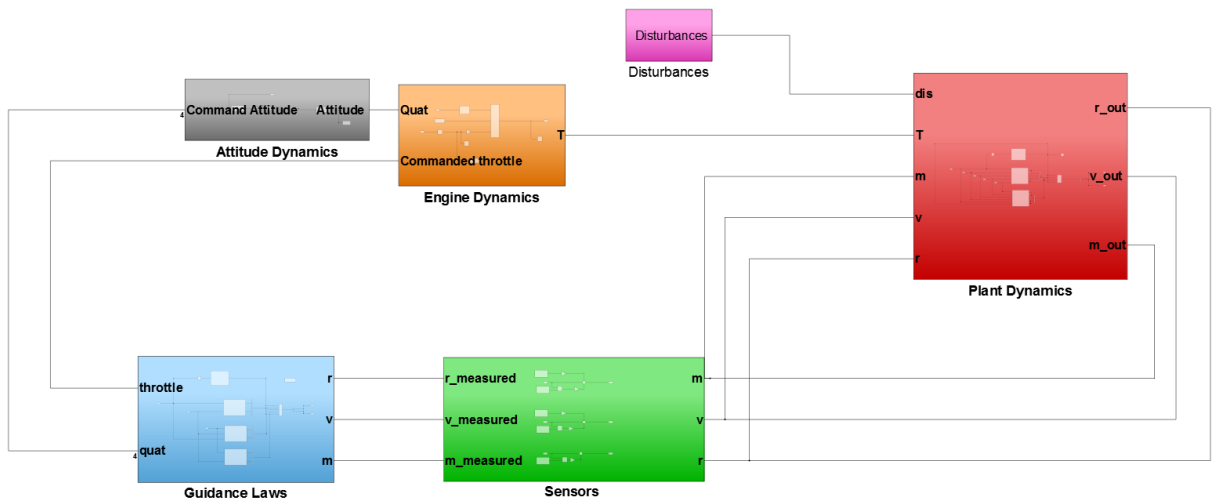 Disturbances
Disturbances
Command Attitude
Attitude
4
Attitude Dynamics
Quat
T
Commanded throttle
Engine Dynamics
dis
r_out
T
m
v_out
v
m_out
r
Plant Dynamics
throttle
r
v
quat
4
m
Guidance Laws
r_measured
m
v_measured
v
m_measured
r
Sensors